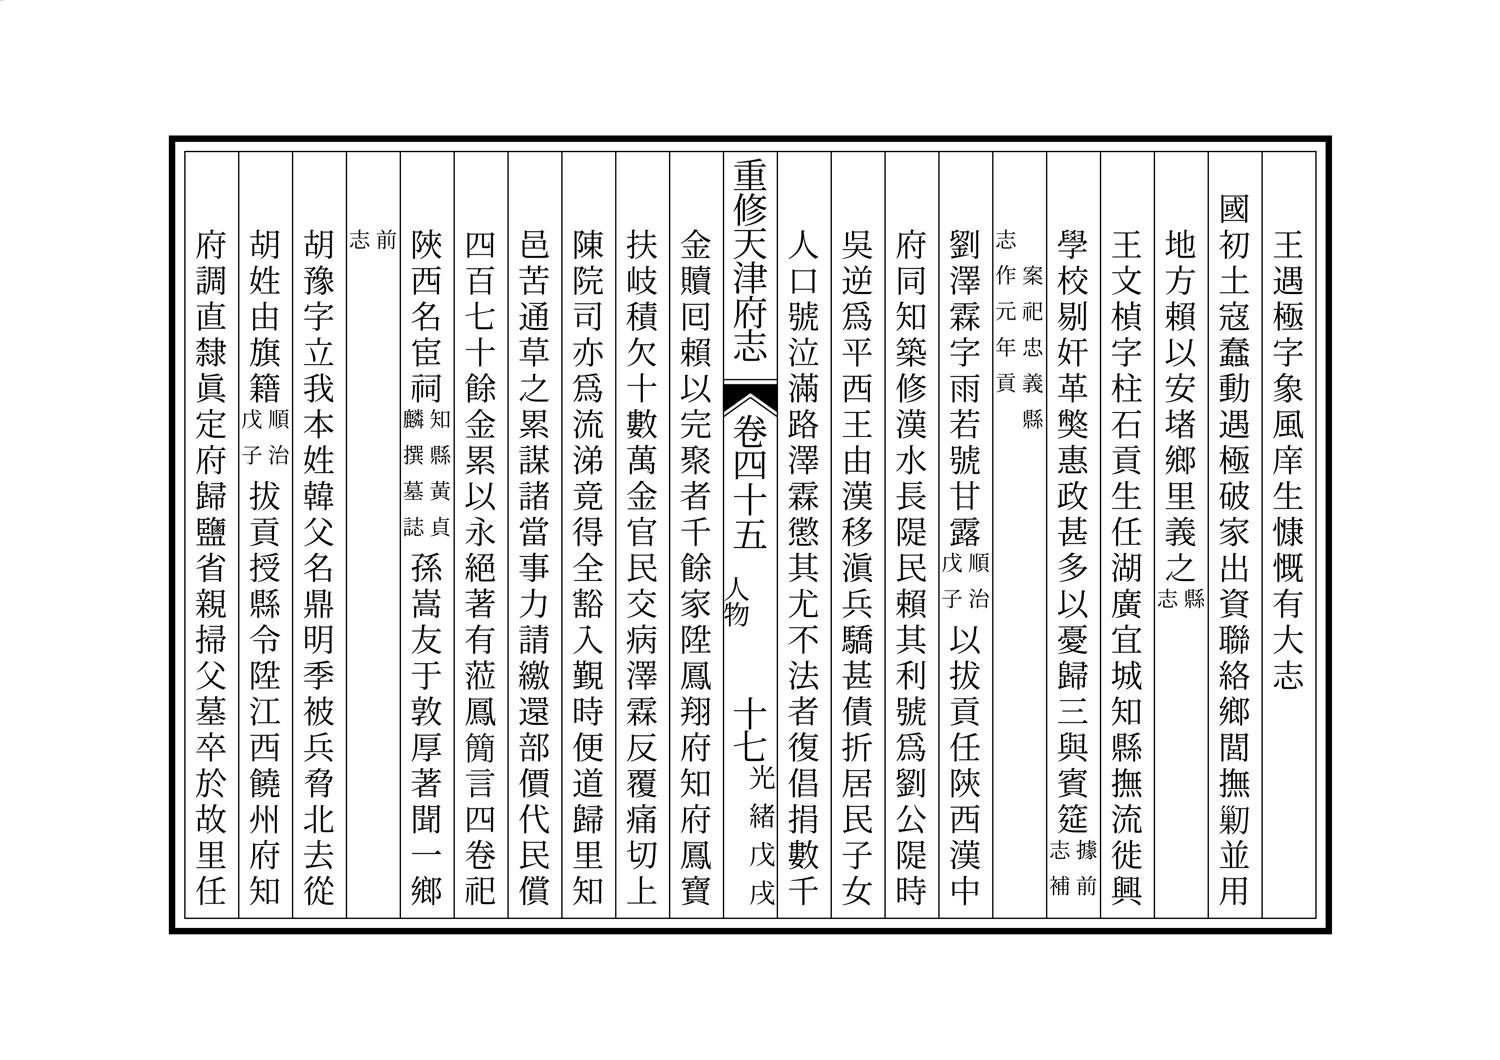 王遇極字象風庠生慷慨有大志
國初土寇蠢動遇極破家出資聯絡鄉閭撫勦並用
地方賴以安堵鄉里義之縣志
王文楨字柱石貢生任湖廣宜城知縣撫流徙興
學校剔奸革獘惠政甚多以憂歸三與賓筵據前志補
案祀忠義縣志作元年貢
劉澤霖字雨若號甘露順治戊子以拔貢任陝西漢中
府同知築修漢水長隄民賴其利號爲劉公隄時
吳逆爲平西王由漢移滇兵驕甚債折居民子女
人口號泣滿路澤霖懲其尤不法者復倡捐數千
重修天津府志 卷四十五 人物 十七 光緒戊戌
金贖囘賴以完聚者千餘家陞鳳翔府知府鳳寶
扶岐積欠十數萬金官民交病澤霖反覆痛切上
陳院司亦爲流涕竟得全豁入覲時便道歸里知
邑苦通草之累謀諸當事力請繳還部價代民償
四百七十餘金累以永絕著有蒞鳳簡言四卷祀
陝西名宦祠知縣黃貞麟撰墓誌孫嵩友于敦厚著聞一鄉
前志
胡豫字立我本姓韓父名鼎明季被兵脅北去從
胡姓由旗籍順治戊子拔貢授縣令陞江西饒州府知
府調直隸眞定府歸鹽省親掃父墓卒於故里任